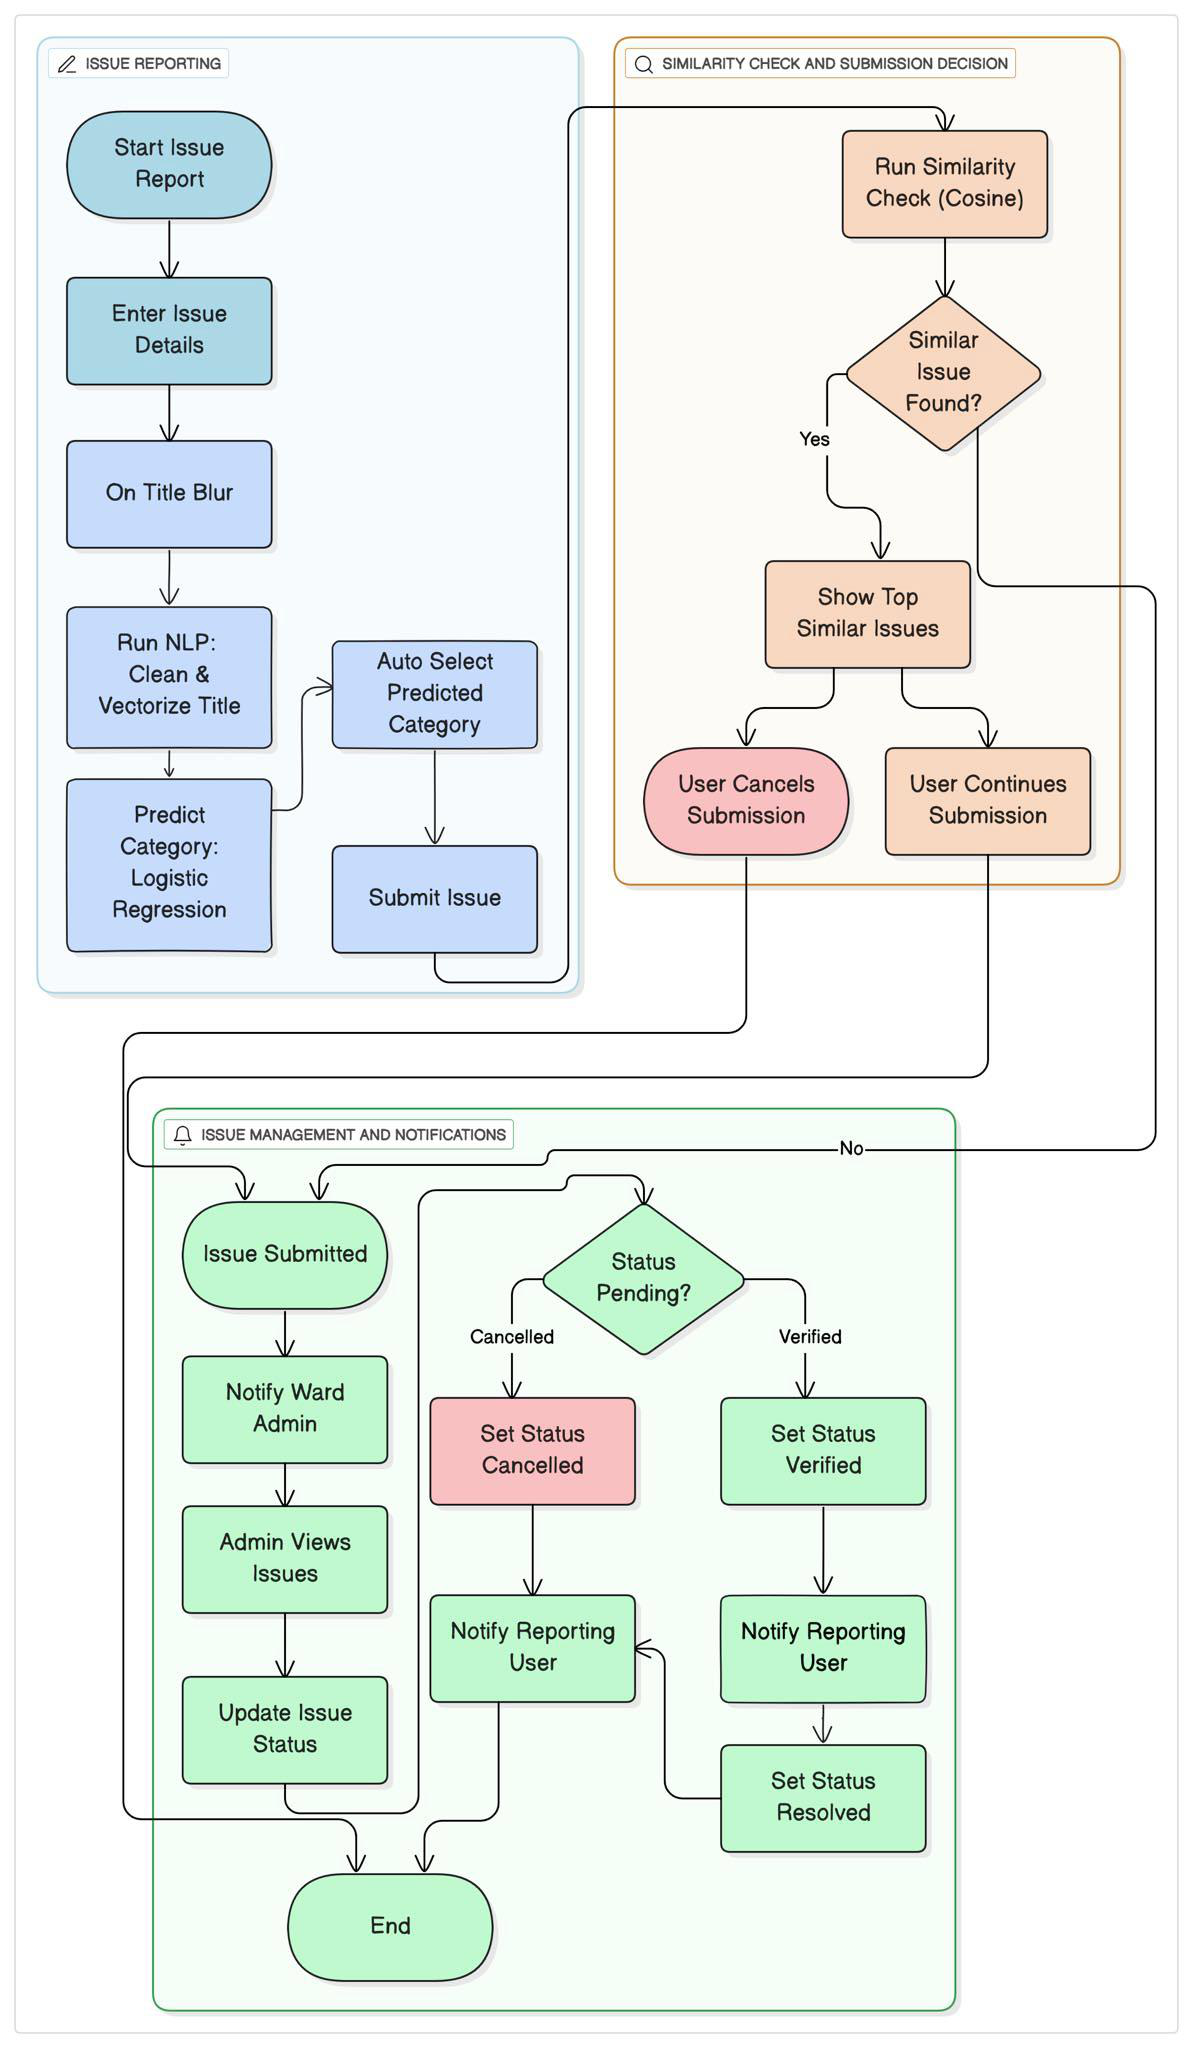 ISSUE REPORTING
Start Issue
Report
Enter Issue
Details
On Title Blur
Run NLP:
Clean &
Vectorize Title
Predict
Category:
Logistic
Regression
Auto Select
Predicted
Category
Submit Issue
SIMILARITY CHECK AND SUBMISSION DECISION
Run Similarity
Check (Cosine)
Similar
Issue
Found?
Yes
Show Top
Similar Issues
User Cancels
Submission
User Continues
Submission
No
ISSUE MANAGEMENT AND NOTIFICATIONS
Issue Submitted
Notify Ward
Admin
Admin Views
Issues
Update Issue
Status
Status
Pending?
Cancelled
Verified
Set Status
Cancelled
Set Status
Verified
Notify Reporting
User
Notify Reporting
User
Set Status
Resolved
End